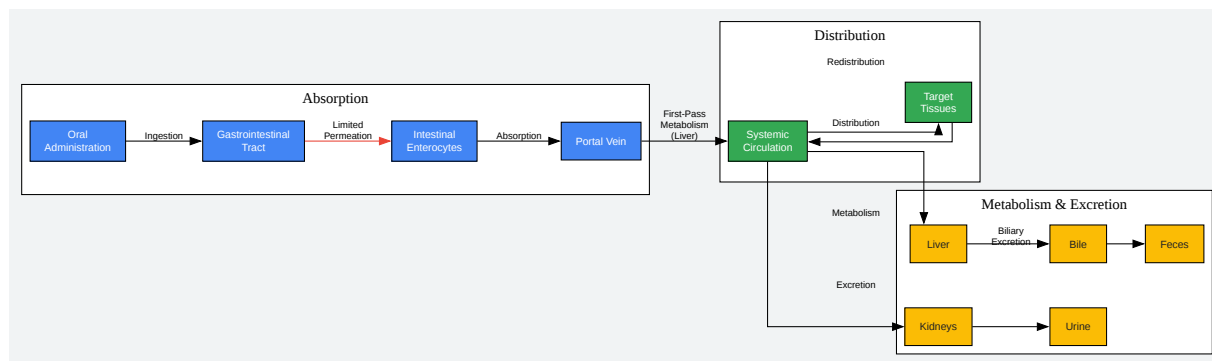 Absorption
Oral
Administration
Ingestion
Gastrointestinal
Tract
Limited
Permeation
Intestinal
Enterocytes
Absorption
Portal Vein
First-Pass
Metabolism
(Liver)
Distribution
Redistribution
Target
Tissues
Distribution
Systemic
Circulation
Metabolism
Excretion
Metabolism & Excretion
Liver
Biliary
Excretion
Bile
Feces
Kidneys
Urine